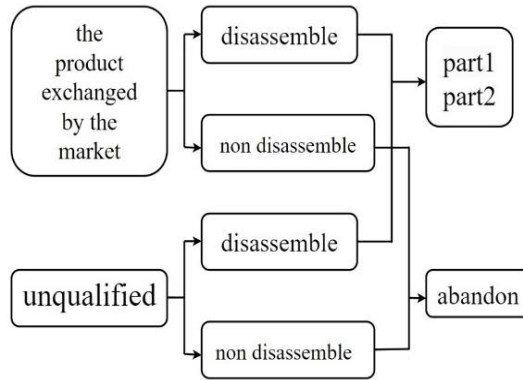 the
product
exchanged
by the
market
disassemble
non disassemble
part1
part2
unqualified
disassemble
non disassemble
abandon